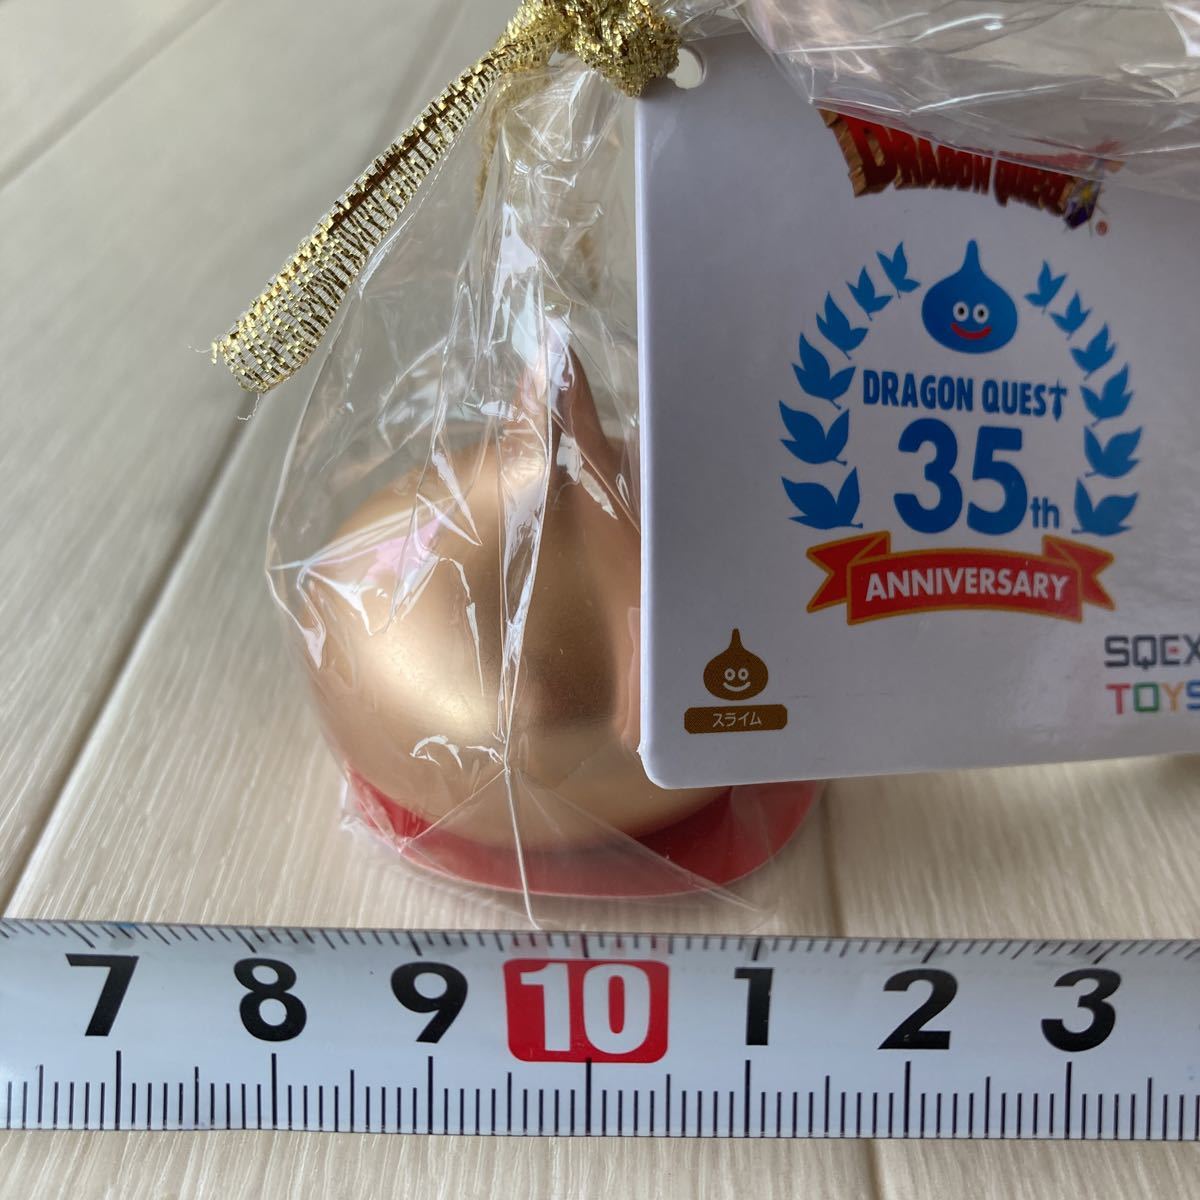 DRAGON QUEST
®
DRAGON QUEST
35th
ANNIVERSARY
スライム
SQEX
TOYS
7 8 9 10 1 2 3